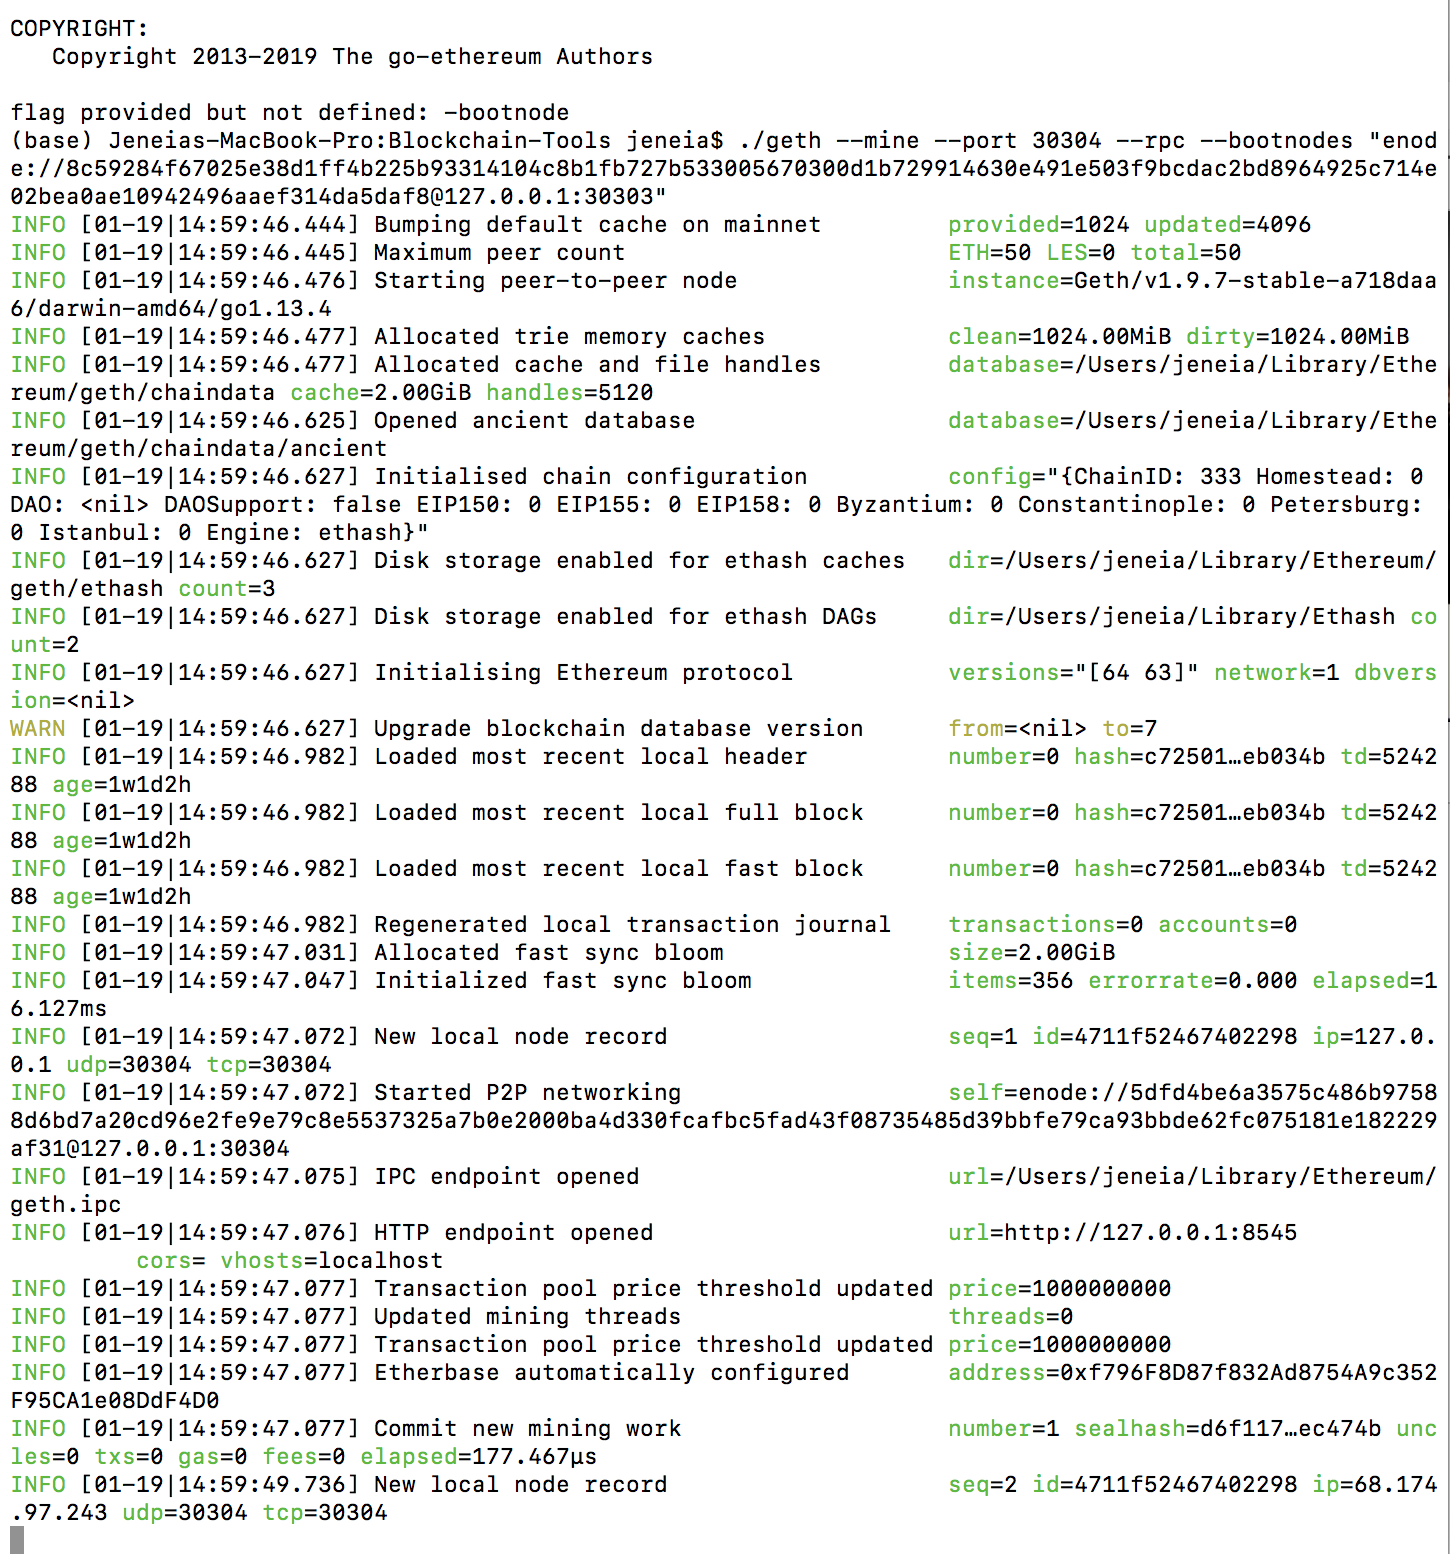 COPYRIGHT:
   Copyright 2013-2019 The go-ethereum Authors

flag provided but not defined: -bootnode
(base) Jeneias-MacBook-Pro:Blockchain-Tools jeneia$ ./geth --mine --port 30304 --rpc --bootnodes "enod
e://8c59284f67025e38d1ff4b225b93314104c8b1fb727b533005670300d1b729914630e491e503f9bcdac2bd8964925c714e
02bea0ae10942496aaef314da5daf8@127.0.0.1:30303"
INFO [01-19|14:59:46.444] Bumping default cache on mainnet         provided=1024 updated=4096
INFO [01-19|14:59:46.445] Maximum peer count                       ETH=50 LES=0 total=50
INFO [01-19|14:59:46.476] Starting peer-to-peer node               instance=Geth/v1.9.7-stable-a718daa
6/darwin-amd64/go1.13.4
INFO [01-19|14:59:46.477] Allocated trie memory caches             clean=1024.00MiB dirty=1024.00MiB
INFO [01-19|14:59:46.477] Allocated cache and file handles         database=/Users/jeneia/Library/Ethe
reum/geth/chaindata cache=2.00GiB handles=5120
INFO [01-19|14:59:46.625] Opened ancient database                  database=/Users/jeneia/Library/Ethe
reum/geth/chaindata/ancient
INFO [01-19|14:59:46.627] Initialised chain configuration          config="{ChainID: 333 Homestead: 0
DAO: <nil> DAOSupport: false EIP150: 0 EIP155: 0 EIP158: 0 Byzantium: 0 Constantinople: 0 Petersburg:
0 Istanbul: 0 Engine: ethash}"
INFO [01-19|14:59:46.627] Disk storage enabled for ethash caches   dir=/Users/jeneia/Library/Ethereum/
geth/ethash count=3
INFO [01-19|14:59:46.627] Disk storage enabled for ethash DAGs     dir=/Users/jeneia/Library/Ethash co
unt=2
INFO [01-19|14:59:46.627] Initialising Ethereum protocol           versions="[64 63]" network=1 dbvers
ion=<nil>
WARN [01-19|14:59:46.627] Upgrade blockchain database version      from=<nil> to=7
INFO [01-19|14:59:46.982] Loaded most recent local header          number=0 hash=c72501…eb034b td=5242
88 age=1w1d2h
INFO [01-19|14:59:46.982] Loaded most recent local full block      number=0 hash=c72501…eb034b td=5242
88 age=1w1d2h
INFO [01-19|14:59:46.982] Loaded most recent local fast block      number=0 hash=c72501…eb034b td=5242
88 age=1w1d2h
INFO [01-19|14:59:46.982] Regenerated local transaction journal    transactions=0 accounts=0
INFO [01-19|14:59:47.031] Allocated fast sync bloom                size=2.00GiB
INFO [01-19|14:59:47.047] Initialized fast sync bloom              items=356 errorrate=0.000 elapsed=1
6.127ms
INFO [01-19|14:59:47.072] New local node record                    seq=1 id=4711f52467402298 ip=127.0.
0.1 udp=30304 tcp=30304
INFO [01-19|14:59:47.072] Started P2P networking                   self=enode://5dfd4be6a3575c486b9758
8d6bd7a20cd96e2fe9e79c8e5537325a7b0e2000ba4d330fcafbc5fad43f08735485d39bbfe79ca93bbde62fc075181e182229
af31@127.0.0.1:30304
INFO [01-19|14:59:47.075] IPC endpoint opened                      url=/Users/jeneia/Library/Ethereum/
geth.ipc
INFO [01-19|14:59:47.076] HTTP endpoint opened                     url=http://127.0.0.1:8545
         cors= vhosts=localhost
INFO [01-19|14:59:47.077] Transaction pool price threshold updated price=1000000000
INFO [01-19|14:59:47.077] Updated mining threads                   threads=0
INFO [01-19|14:59:47.077] Transaction pool price threshold updated price=1000000000
INFO [01-19|14:59:47.077] Etherbase automatically configured       address=0xf796F8D87f832Ad8754A9c352
F95CA1e08DdF4D0
INFO [01-19|14:59:47.077] Commit new mining work                   number=1 sealhash=d6f117…ec474b unc
les=0 txs=0 gas=0 fees=0 elapsed=177.467µs
INFO [01-19|14:59:49.736] New local node record                    seq=2 id=4711f52467402298 ip=68.174
.97.243 udp=30304 tcp=30304